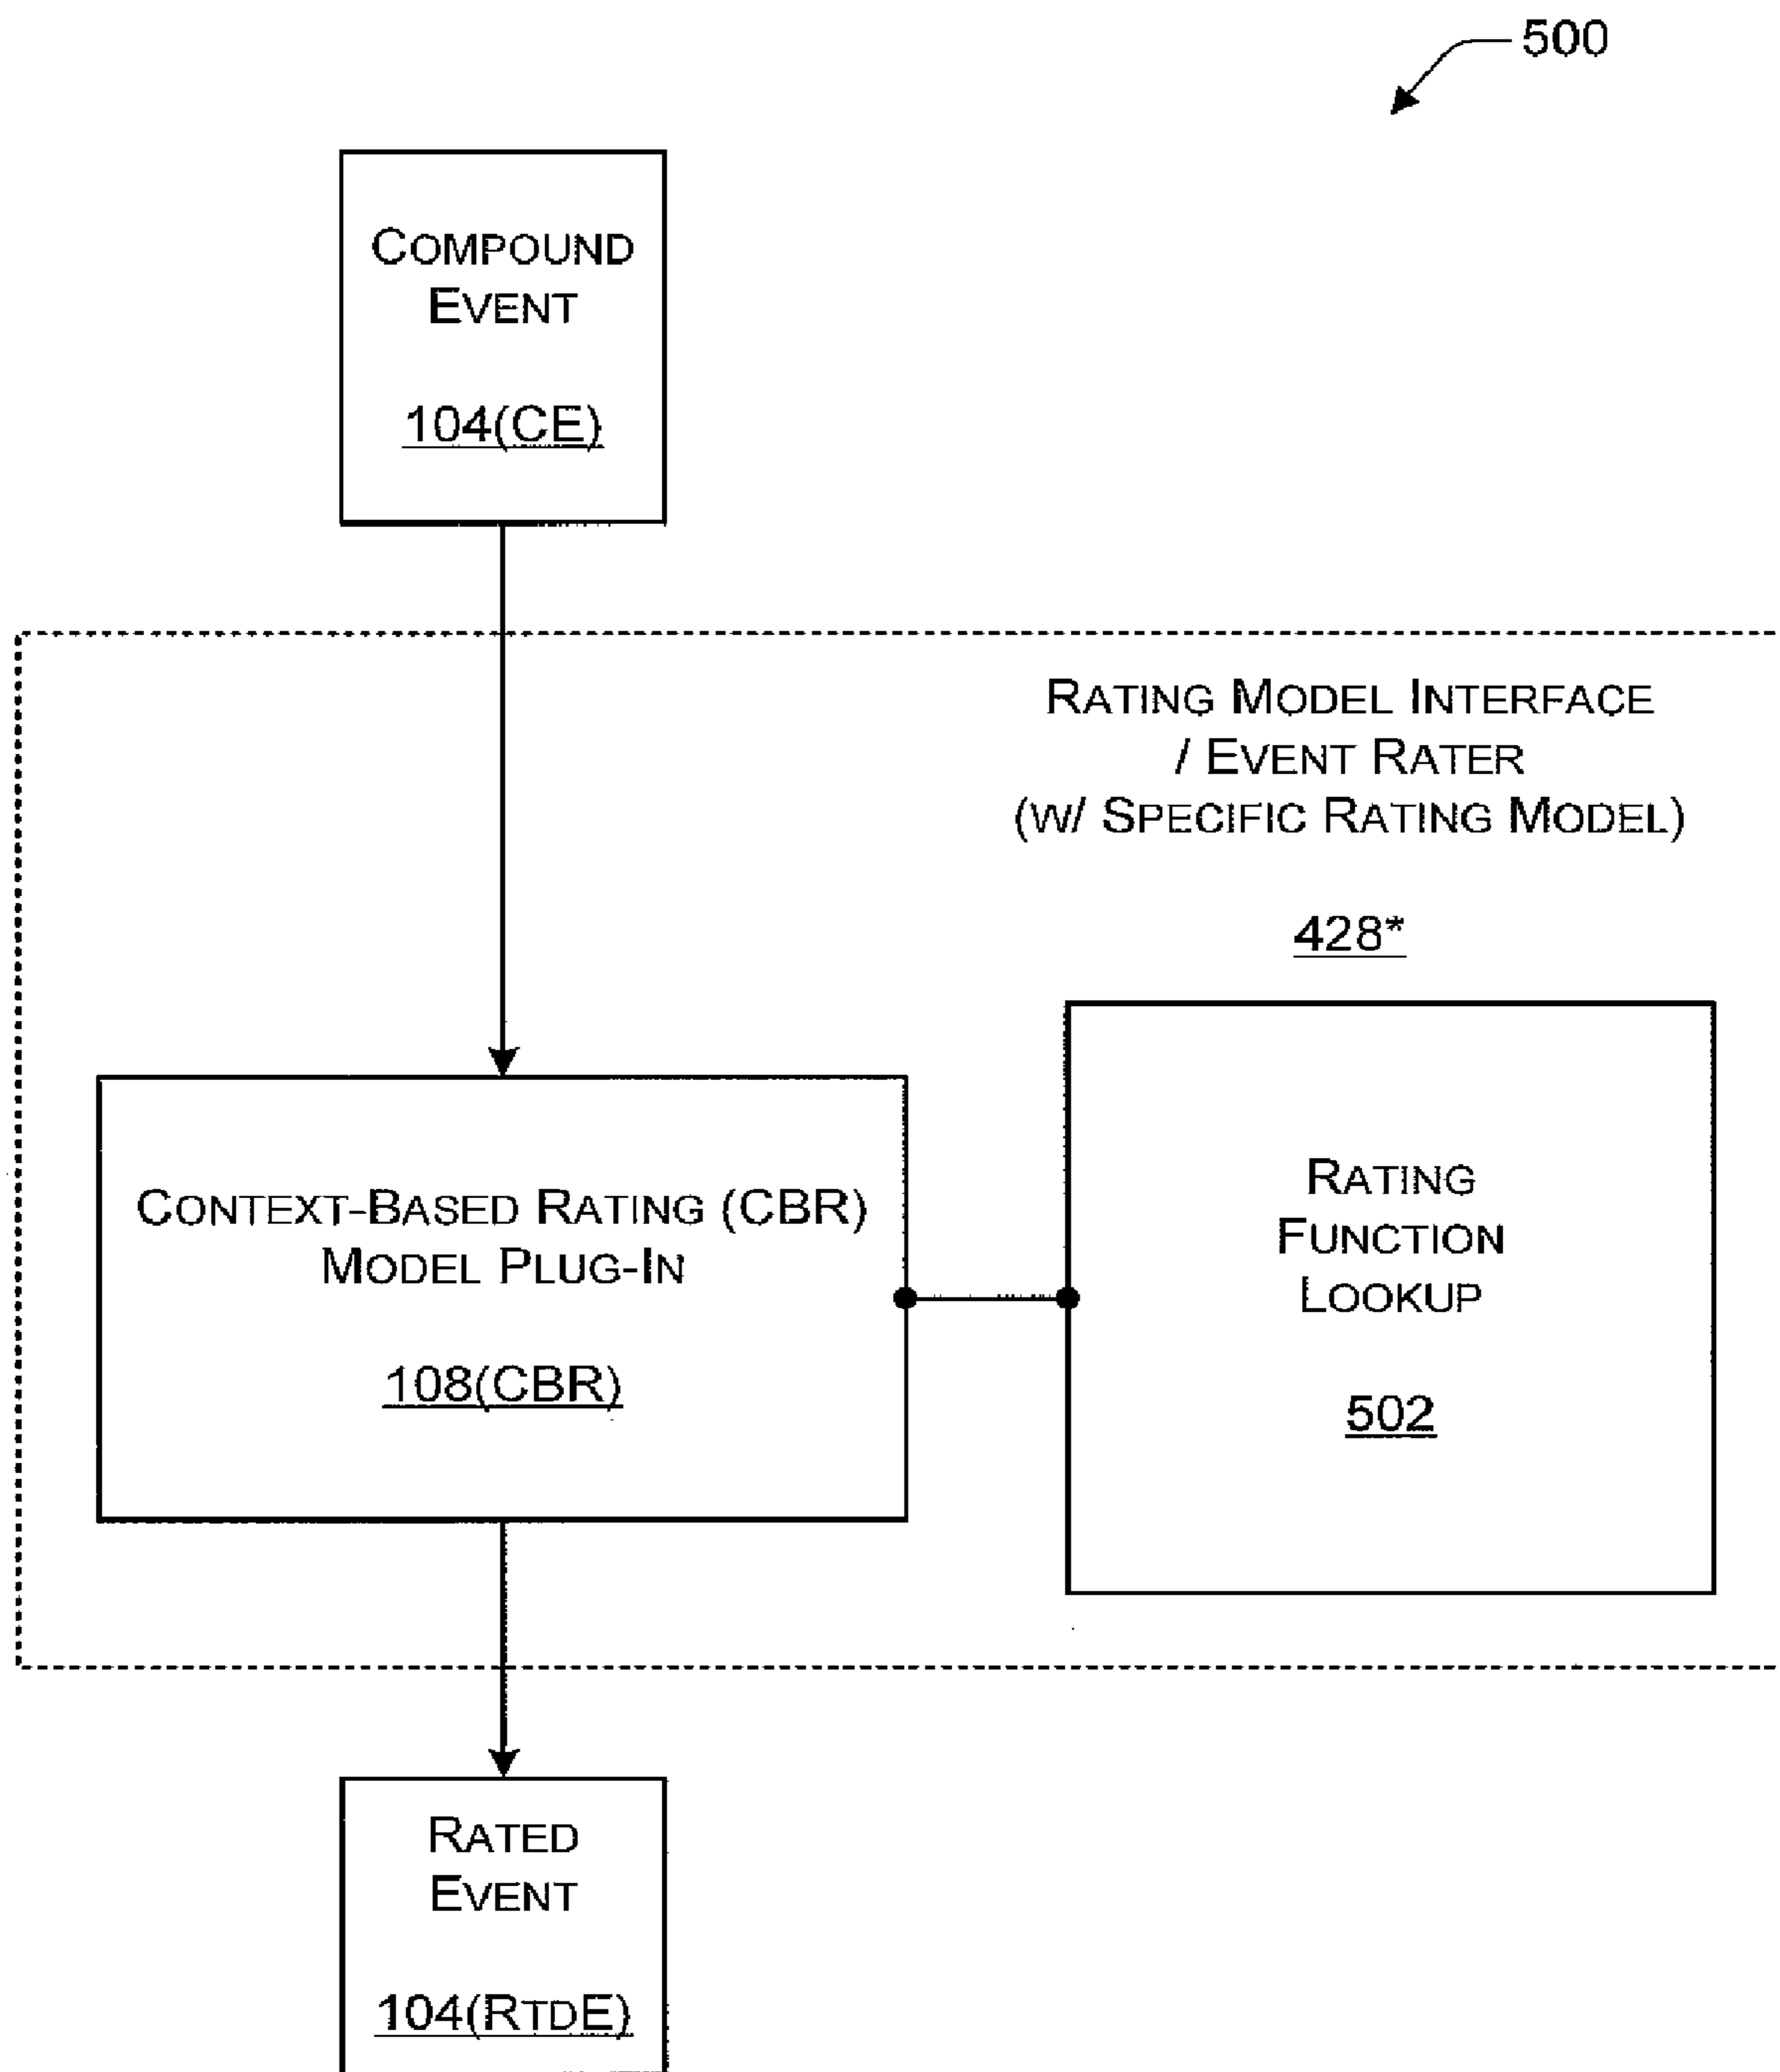 500
COMPOUND
EVENT
104(CE)
RATING MODEL INTERFACE
/ EVENT RATER
(W/ SPECIFIC RATING MODEL)
428*
CONTEXT-BASED RATING (CBR)
MODEL PLUG-IN
108(CBR)
RATING
FUNCTION
LOOKUP
502
RATED
EVENT
104(RTDE)